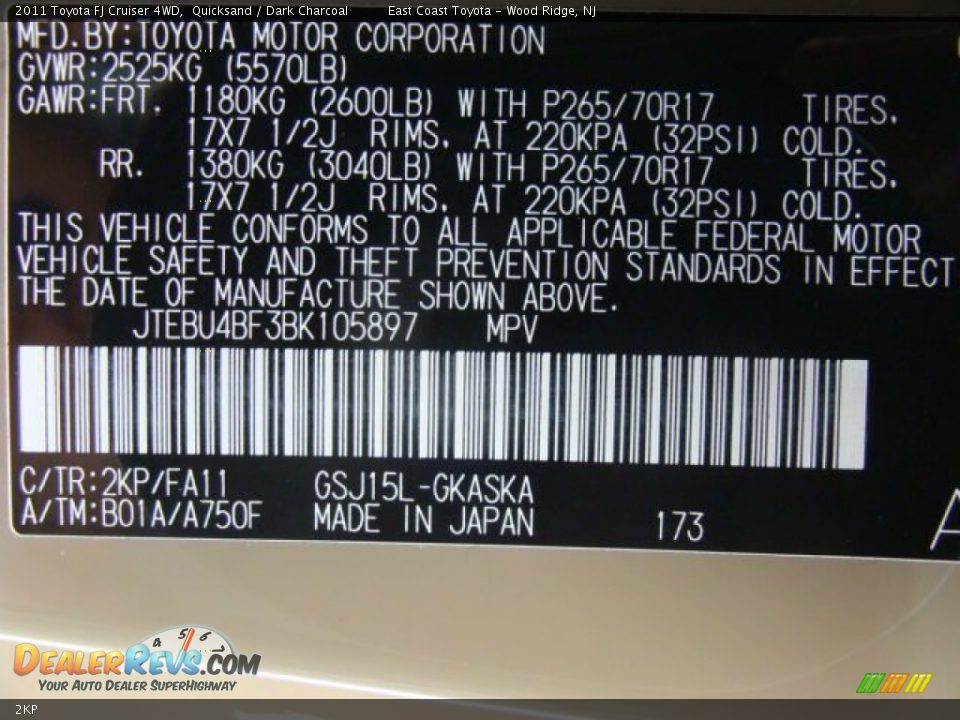 2011 Toyota FJ Cruiser 4WD, Quicksand / Dark Charcoal East Coast Toyota - Wood Ridge, NJ
MFD.BY:TOYOTA MOTOR CORPORATION
GVWR:2525KG (5570LB)
GAWR:FRT. 1180KG (2600LB) WITH P265/70R17 TIRES.
17X7 1/2J RIMS. AT 220KPA (32PSI) COLD.
RR. 1380KG (3040LB) WITH P265/70R17 TIRES.
17X7 1/2J RIMS. AT 220KPA (32PSI) COLD.
THIS VEHICLE CONFORMS TO ALL APPLICABLE FEDERAL MOTOR
VEHICLE SAFETY AND THEFT PREVENTION STANDARDS IN EFFECT
THE DATE OF MANUFACTURE SHOWN ABOVE.
JTEBU4BF3BK105897 MPV
C/TR:2KP/FA11 GSJ15L-GKASKA
A/TM:B01A/A750F MADE IN JAPAN 173 A
4 5 6 7
DEALERREVS.COM
YOUR AUTO DEALER SUPERHIGHWAY
2KP